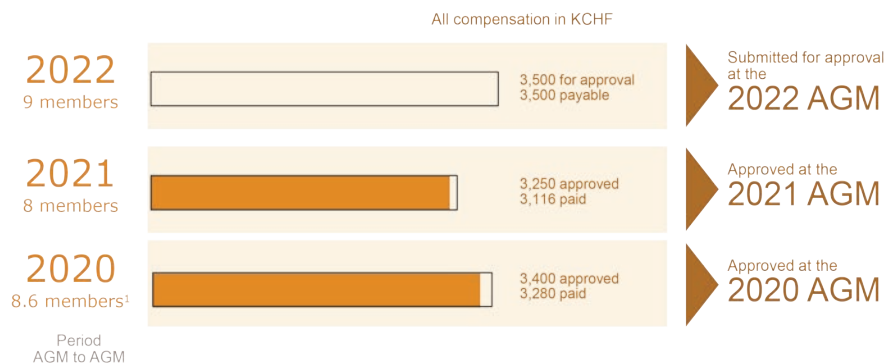 All compensation in KCHF
2022
9 members
3,500 for approval
3,500 payable
Submitted for approval
at the
2022 AGM
2021
8 members
3,250 approved
3,116 paid
Approved at the
2021 AGM
2020
8.6 members¹
3,400 approved
3,280 paid
Approved at the
2020 AGM
Period
AGM to AGM